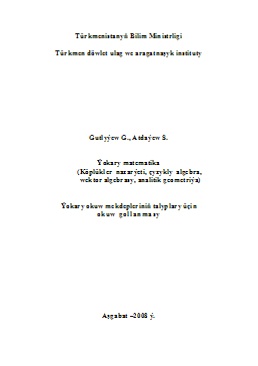 Türkmenistanyň Bilim Ministrligi
Türkmen döwlet ulag we aragatnaşyk instituty
Gutlyýew G., Atdaýew S.
Ýokary matematika
(Köplükler nazarýeti, çyzykly algebra,
wektor algebrasy, analitik geometriýa)
Ýokary okuw mekdepleriniň talyplary üçin
okuw gollanmasy
Aşgabat –2008 ý.